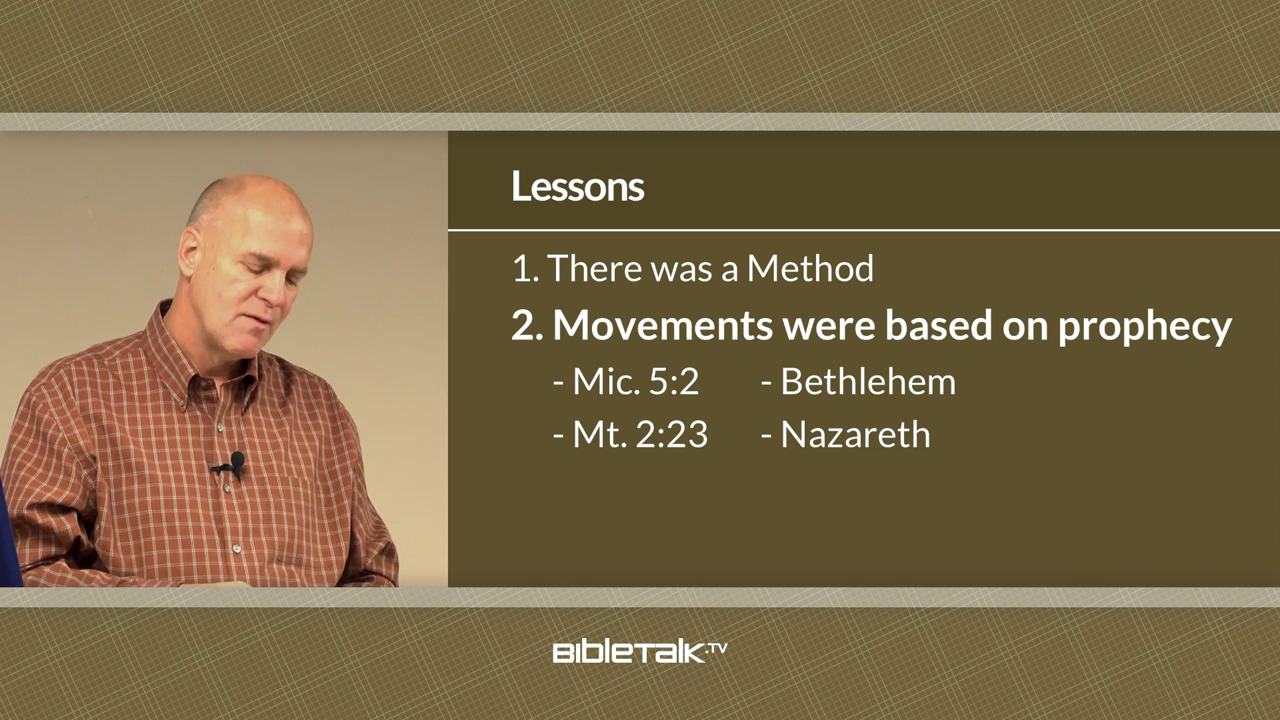 Lessons
1. There was a Method
2. Movements were based on prophecy
- Mic. 5:2 - Bethlehem
- Mt. 2:23 - Nazareth
BIBLETALK.TV